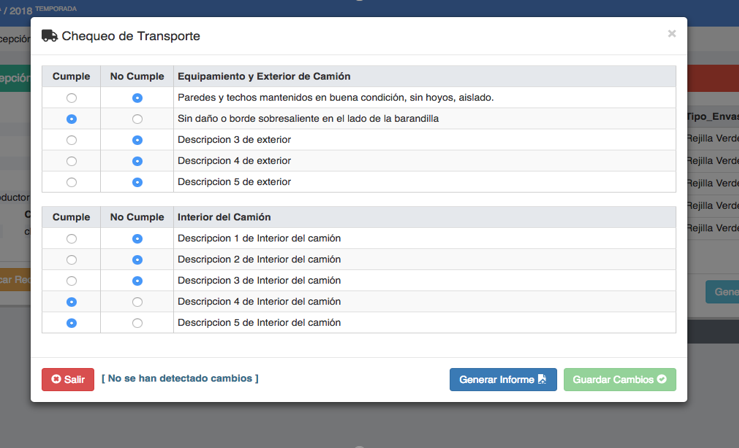 / 2018 TEMPORADA
Chequeo de Transporte
×
Cumple No Cumple Equipamiento y Exterior de Camión
Paredes y techos mantenidos en buena condición, sin hoyos, aislado.
Sin daño o borde sobresaliente en el lado de la barandilla
Descripcion 3 de exterior
Descripcion 4 de exterior
Descripcion 5 de exterior
Cumple No Cumple Interior del Camión
Descripcion 1 de Interior del camión
Descripcion 2 de Interior del camión
Descripcion 3 de Interior del camión
Descripcion 4 de Interior del camión
Descripcion 5 de Interior del camión
Salir [ No se han detectado cambios ] Generar Informe Guardar Cambios
cepción
epción
ductor
C
c
car Rec
Tipo_Envas
Rejilla Verde
Rejilla Verde
Rejilla Verde
Rejilla Verde
Rejilla Verde
Gene